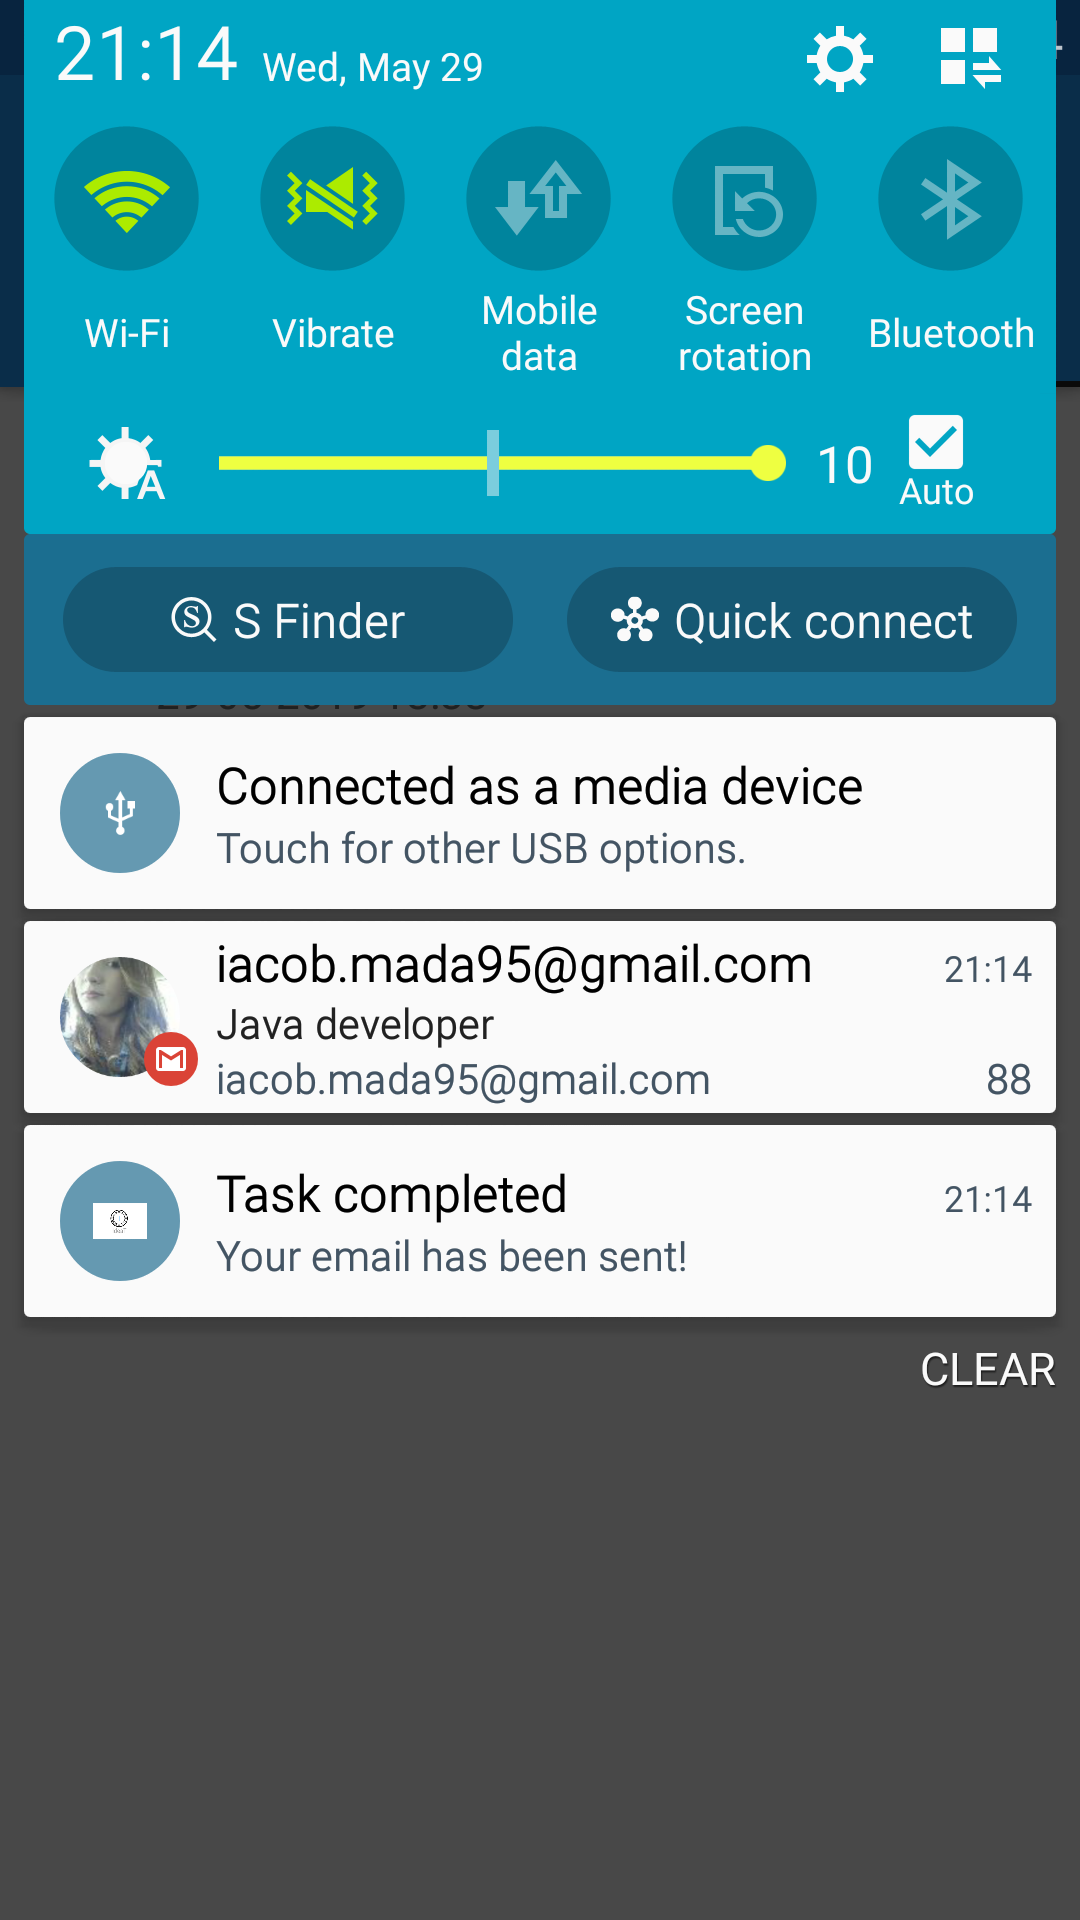 21:14 Wed, May 29
Wi-Fi
Vibrate
Mobile
data
Screen
rotation
Bluetooth
A
10
Auto
S Finder
Quick connect
Connected as a media device
Touch for other USB options.
iacob.mada95@gmail.com 21:14
Java developer
iacob.mada95@gmail.com 88
Task completed 21:14
Your email has been sent!
CLEAR